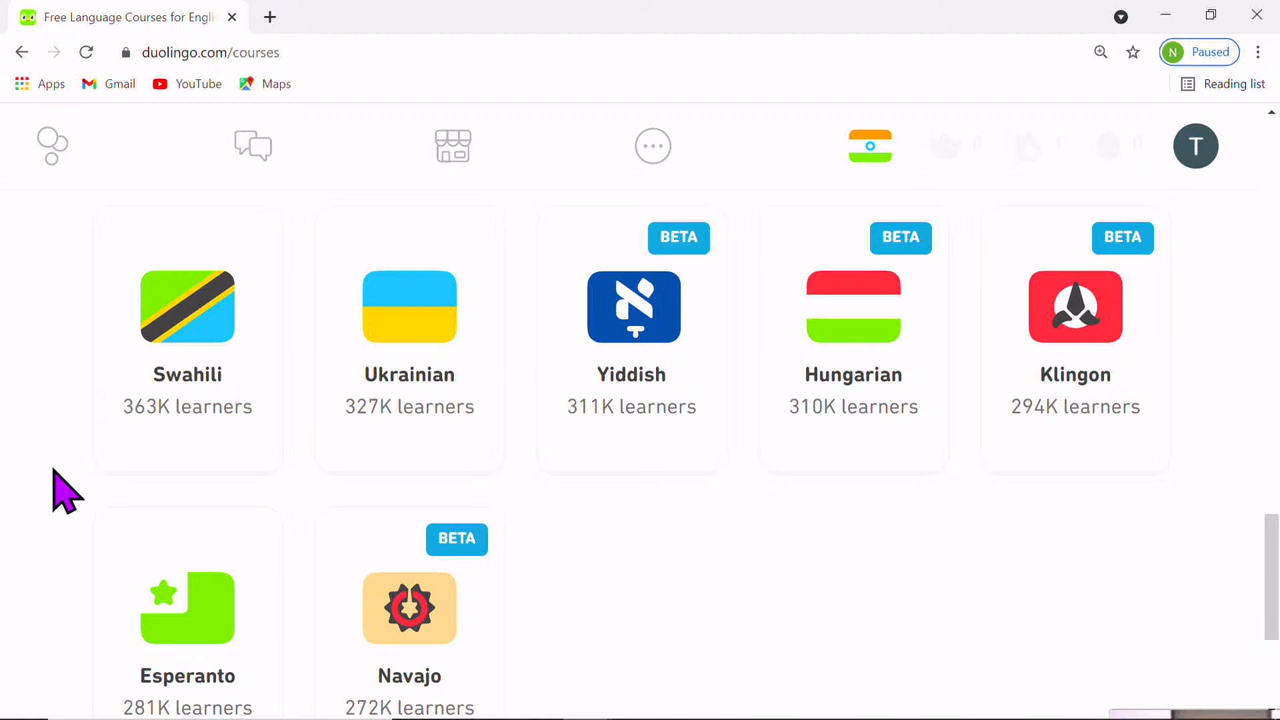 Free Language Courses for Engli
duolingo.com/courses
N Paused
Apps Gmail YouTube Maps Reading list
T
BETA BETA BETA
א
Swahili Ukrainian Yiddish Hungarian Klingon
363K learners 327K learners 311K learners 310K learners 294K learners
BETA
Esperanto Navajo
281K learners 272K learners